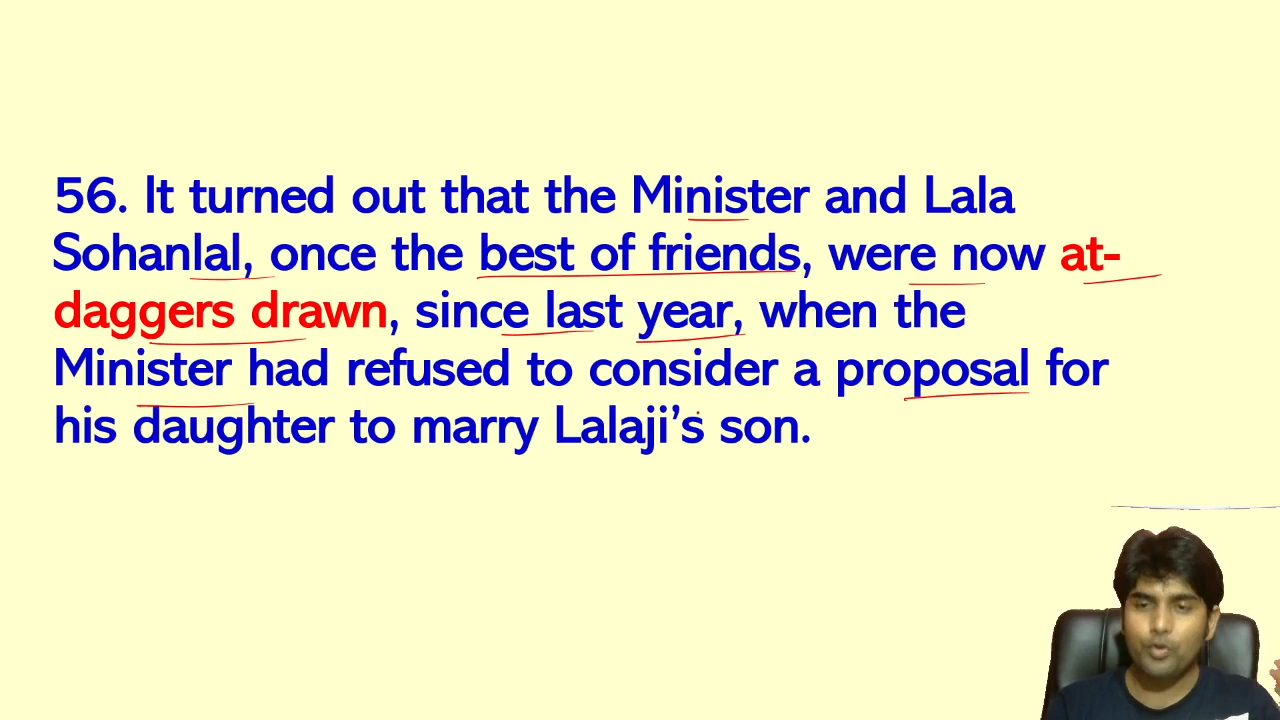 56. It turned out that the Minister and Lala
Sohanlal, once the best of friends, were now at-
daggers drawn, since last year, when the
Minister had refused to consider a proposal for
his daughter to marry Lalaji’s son.